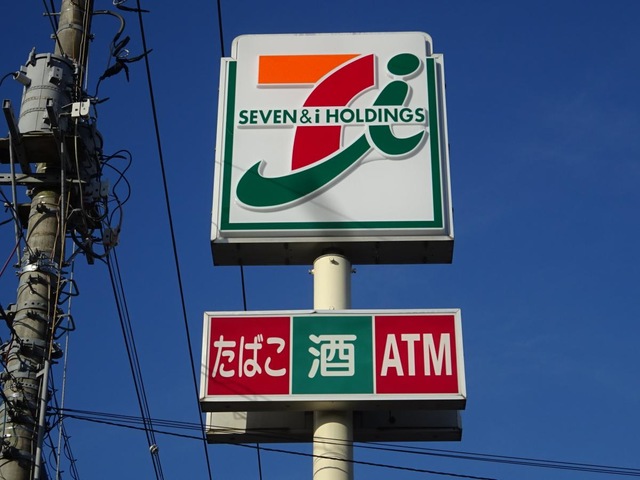 SEVEN & i HOLDINGS
たばこ 酒 ATM